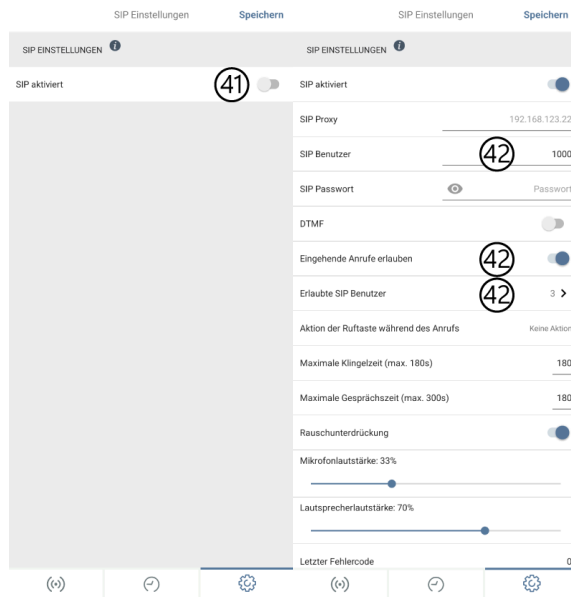 SIP Einstellungen
Speichern
SIP EINSTELLUNGEN i
SIP aktiviert
41
SIP Einstellungen
Speichern
SIP EINSTELLUNGEN i
SIP aktiviert
SIP Proxy 192.168.123.22
SIP Benutzer 42 1000
SIP Passwort Passwort
DTMF
Eingehende Anrufe erlauben 42
Erlaubte SIP Benutzer 42 3
Aktion der Ruftaste während des Anrufs Keine Aktion
Maximale Klingelzeit (max. 180s) 180
Maximale Gesprächszeit (max. 300s) 180
Rauschunterdrückung
Mikrofonlautstärke: 33%
Lautsprecherlautstärke: 70%
Letzter Fehlercode 0